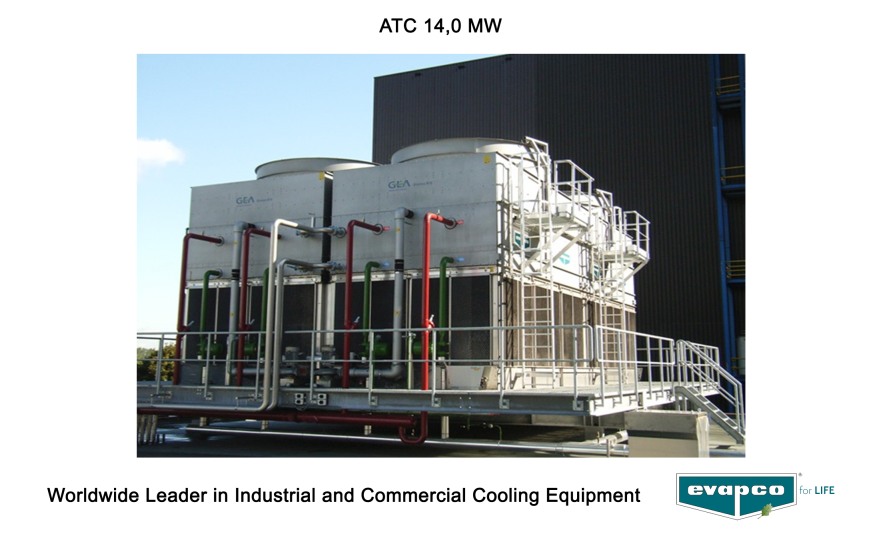 ATC 14,0 MW
GEA
GEA
Worldwide Leader in Industrial and Commercial Cooling Equipment
evapco® for LIFE